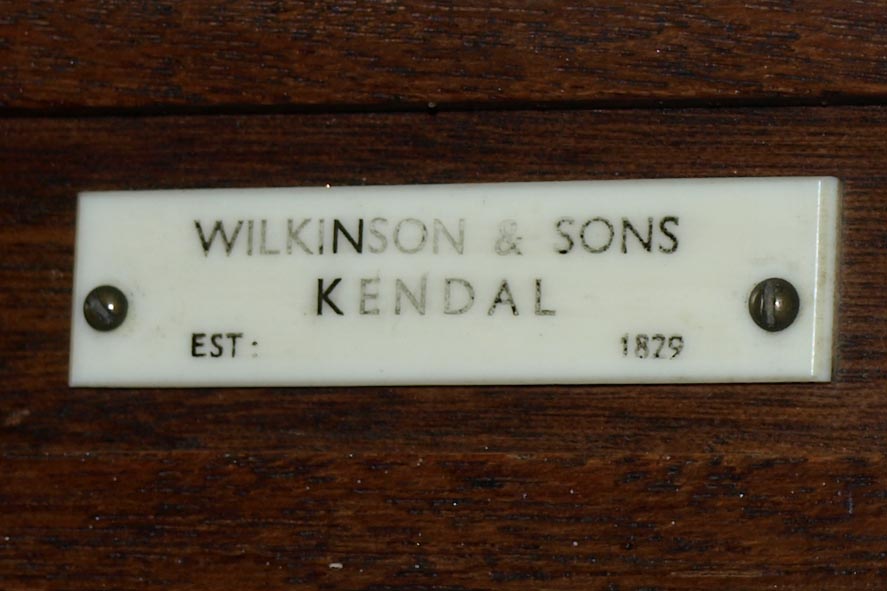 WILKINSON & SONS
KENDAL
EST: 1829